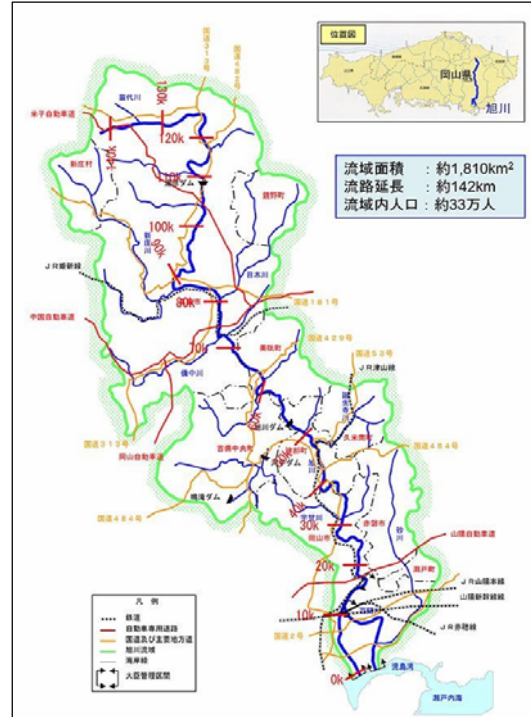 位置図
岡山県
旭川
流域面積 :約1,810km²
流路延長 :約142km
流域内人口:約33万人
国道313号
国道482号
130k
米子自動車道
120k
140k
新庄村
110k
鏡野町
100k
新庄川
90k
目木川
JR姫新線
80k
国道181号
中国自動車道
70k
国道429号
美咲町
国道53号
備中川
JR津山線
60k
旭川ダム
久米南町
国道313号
吉備中央町
建部町
旭川
国道484号
岡山自動車道
鳴滝ダム
40k
宇甘川
30k
赤磐市
砂川
国道484号
岡山市
山陽自動車道
20k
瀬戸町
JR山陽本線
山陽新幹線
10k
JR赤穂線
国道2号
0k
児島湾
瀬戸内海
凡 例
鉄道
自動車専用道路
国道及び主要地方道
旭川流域
海岸線
大臣管理区間